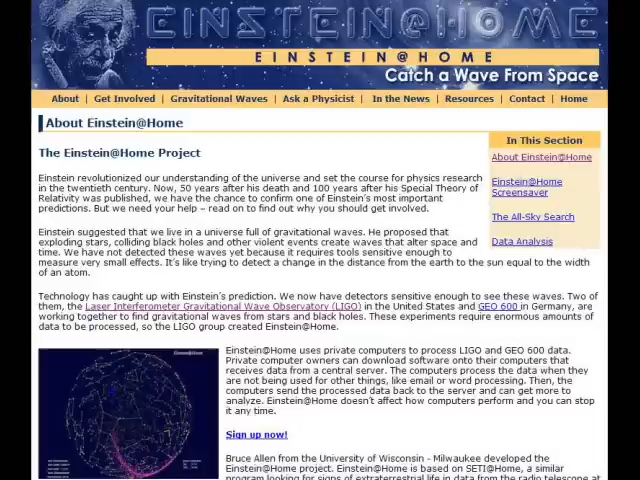 EINSTEIN@HOME
EINSTEIN@HOME
Catch a Wave From Space
About | Get Involved | Gravitational Waves | Ask a Physicist | In the News | Resources | Contact | Home
About Einstein@Home
In This Section
About Einstein@Home
Einstein@Home
Screensaver
The All-Sky Search
Data Analysis
The Einstein@Home Project
Einstein revolutionized our understanding of the universe and set the course for physics research
in the twentieth century. Now, 50 years after his death and 100 years after his Special Theory of
Relativity was published, we have the chance to confirm one of Einstein's most important
predictions. But we need your help – read on to find out why you should get involved.
Einstein suggested that we live in a universe full of gravitational waves. He proposed that
exploding stars, colliding black holes and other violent events create waves that alter space and
time. We have not detected these waves yet because it requires tools sensitive enough to
measure very small effects. It's like trying to detect a change in the distance from the earth to the sun equal to the width
of an atom.
Technology has caught up with Einstein's prediction. We now have detectors sensitive enough to see these waves. Two of
them, the Laser Interferometer Gravitational Wave Observatory (LIGO) in the United States and GEO 600 in Germany, are
working together to find gravitational waves from stars and black holes. These experiments require enormous amounts of
data to be processed, so the LIGO group created Einstein@Home.
Einstein@Home uses private computers to process LIGO and GEO 600 data.
Private computer owners can download software onto their computers that
receives data from a central server. The computers process the data when they
are not being used for other things, like email or word processing. Then, the
computers send the processed data back to the server and can get more to
analyze. Einstein@Home doesn't affect how computers perform and you can stop
it any time.
Sign up now!
Bruce Allen from the University of Wisconsin - Milwaukee developed the
Einstein@Home project. Einstein@Home is based on SETI@Home, a similar
program looking for signs of extraterrestrial life in data from the radio telescope at